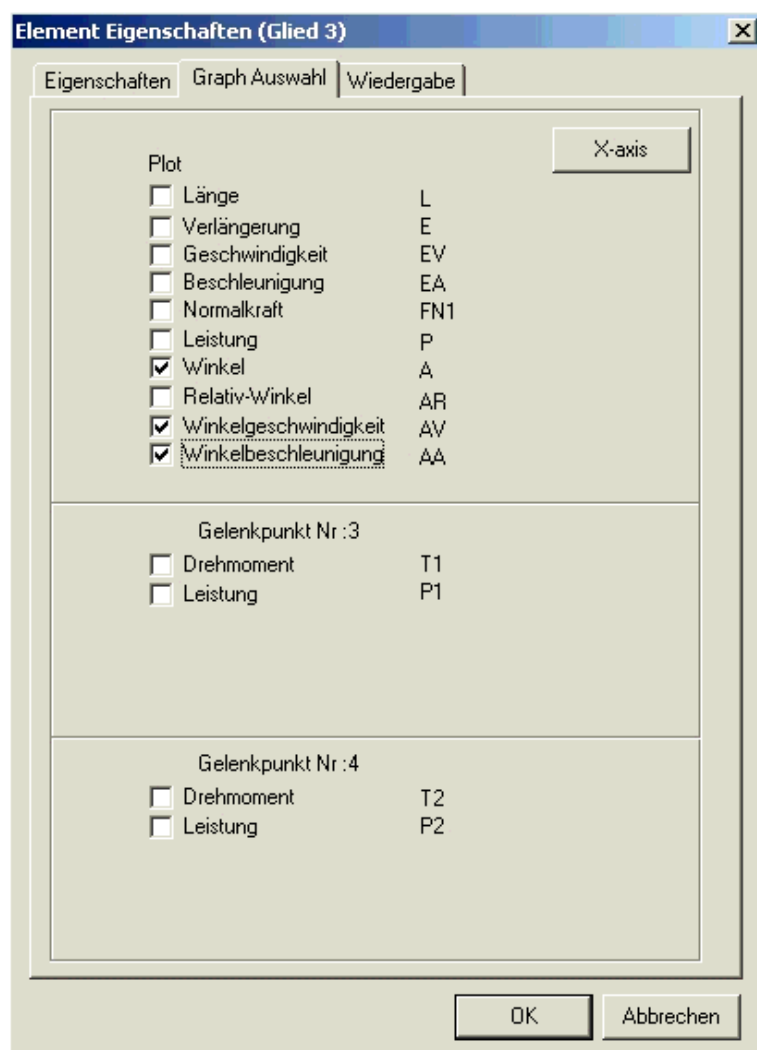 Element Eigenschaften (Glied 3)
Eigenschaften Graph Auswahl Wiedergabe
X-axis
Plot
Länge L
Verlängerung E
Geschwindigkeit EV
Beschleunigung EA
Normalkraft FN1
Leistung P
Winkel A
Relativ-Winkel AR
Winkelgeschwindigkeit AV
Winkelbeschleunigung AA
Gelenkpunkt Nr :3
Drehmoment T1
Leistung P1
Gelenkpunkt Nr :4
Drehmoment T2
Leistung P2
OK Abbrechen